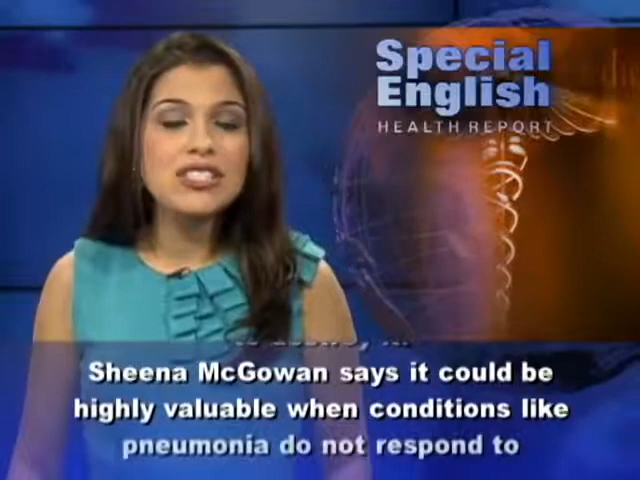 Special
English
HEALTH REPORT
Sheena McGowan says it could be
highly valuable when conditions like
pneumonia do not respond to